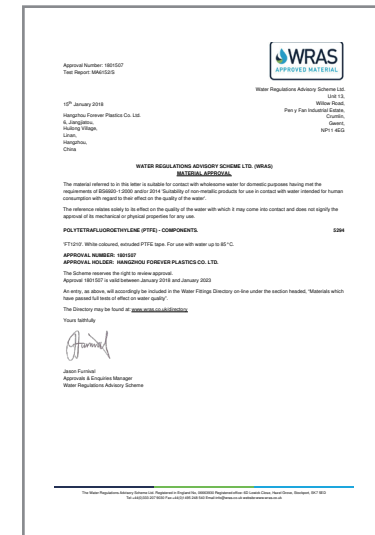 WRAS
APPROVED MATERIAL
Approval Number: 1801507
Test Report: MA6152/S
Water Regulations Advisory Scheme Ltd.
Unit 13,
Willow Road,
Pen y Fan Industrial Estate,
Crumlin,
Gwent,
NP11 4EG
15th January 2018
Hangzhou Forever Plastics Co. Ltd.
6, Jiangjiatou,
Huilong Village,
Linan,
Hangzhou,
China
WATER REGULATIONS ADVISORY SCHEME LTD. (WRAS)
MATERIAL APPROVAL
The material referred to in this letter is suitable for contact with wholesome water for domestic purposes having met the
requirements of BS6920-1:2000 and/or 2014 'Suitability of non-metallic products for use in contact with water intended for human
consumption with regard to their effect on the quality of the water'.
The reference relates solely to its effect on the quality of the water with which it may come into contact and does not signify the
approval of its mechanical or physical properties for any use.
POLYTETRAFLUOROETHYLENE (PTFE) - COMPONENTS. 5284
'FT1210'. White coloured, extruded PTFE tape. For use with water up to 85°C.
APPROVAL NUMBER: 1801507
APPROVAL HOLDER: HANGZHOU FOREVER PLASTICS CO. LTD.
The Scheme reserves the right to review approval.
Approval 1801507 is valid between January 2018 and January 2023
An entry, as above, will accordingly be included in the Water Fittings Directory on-line under the section headed, "Materials which
have passed full tests of effect on water quality".
The Directory may be found at: www.wras.co.uk/directory
Yours faithfully
Jason Furnival
Approvals & Enquiries Manager
Water Regulations Advisory Scheme